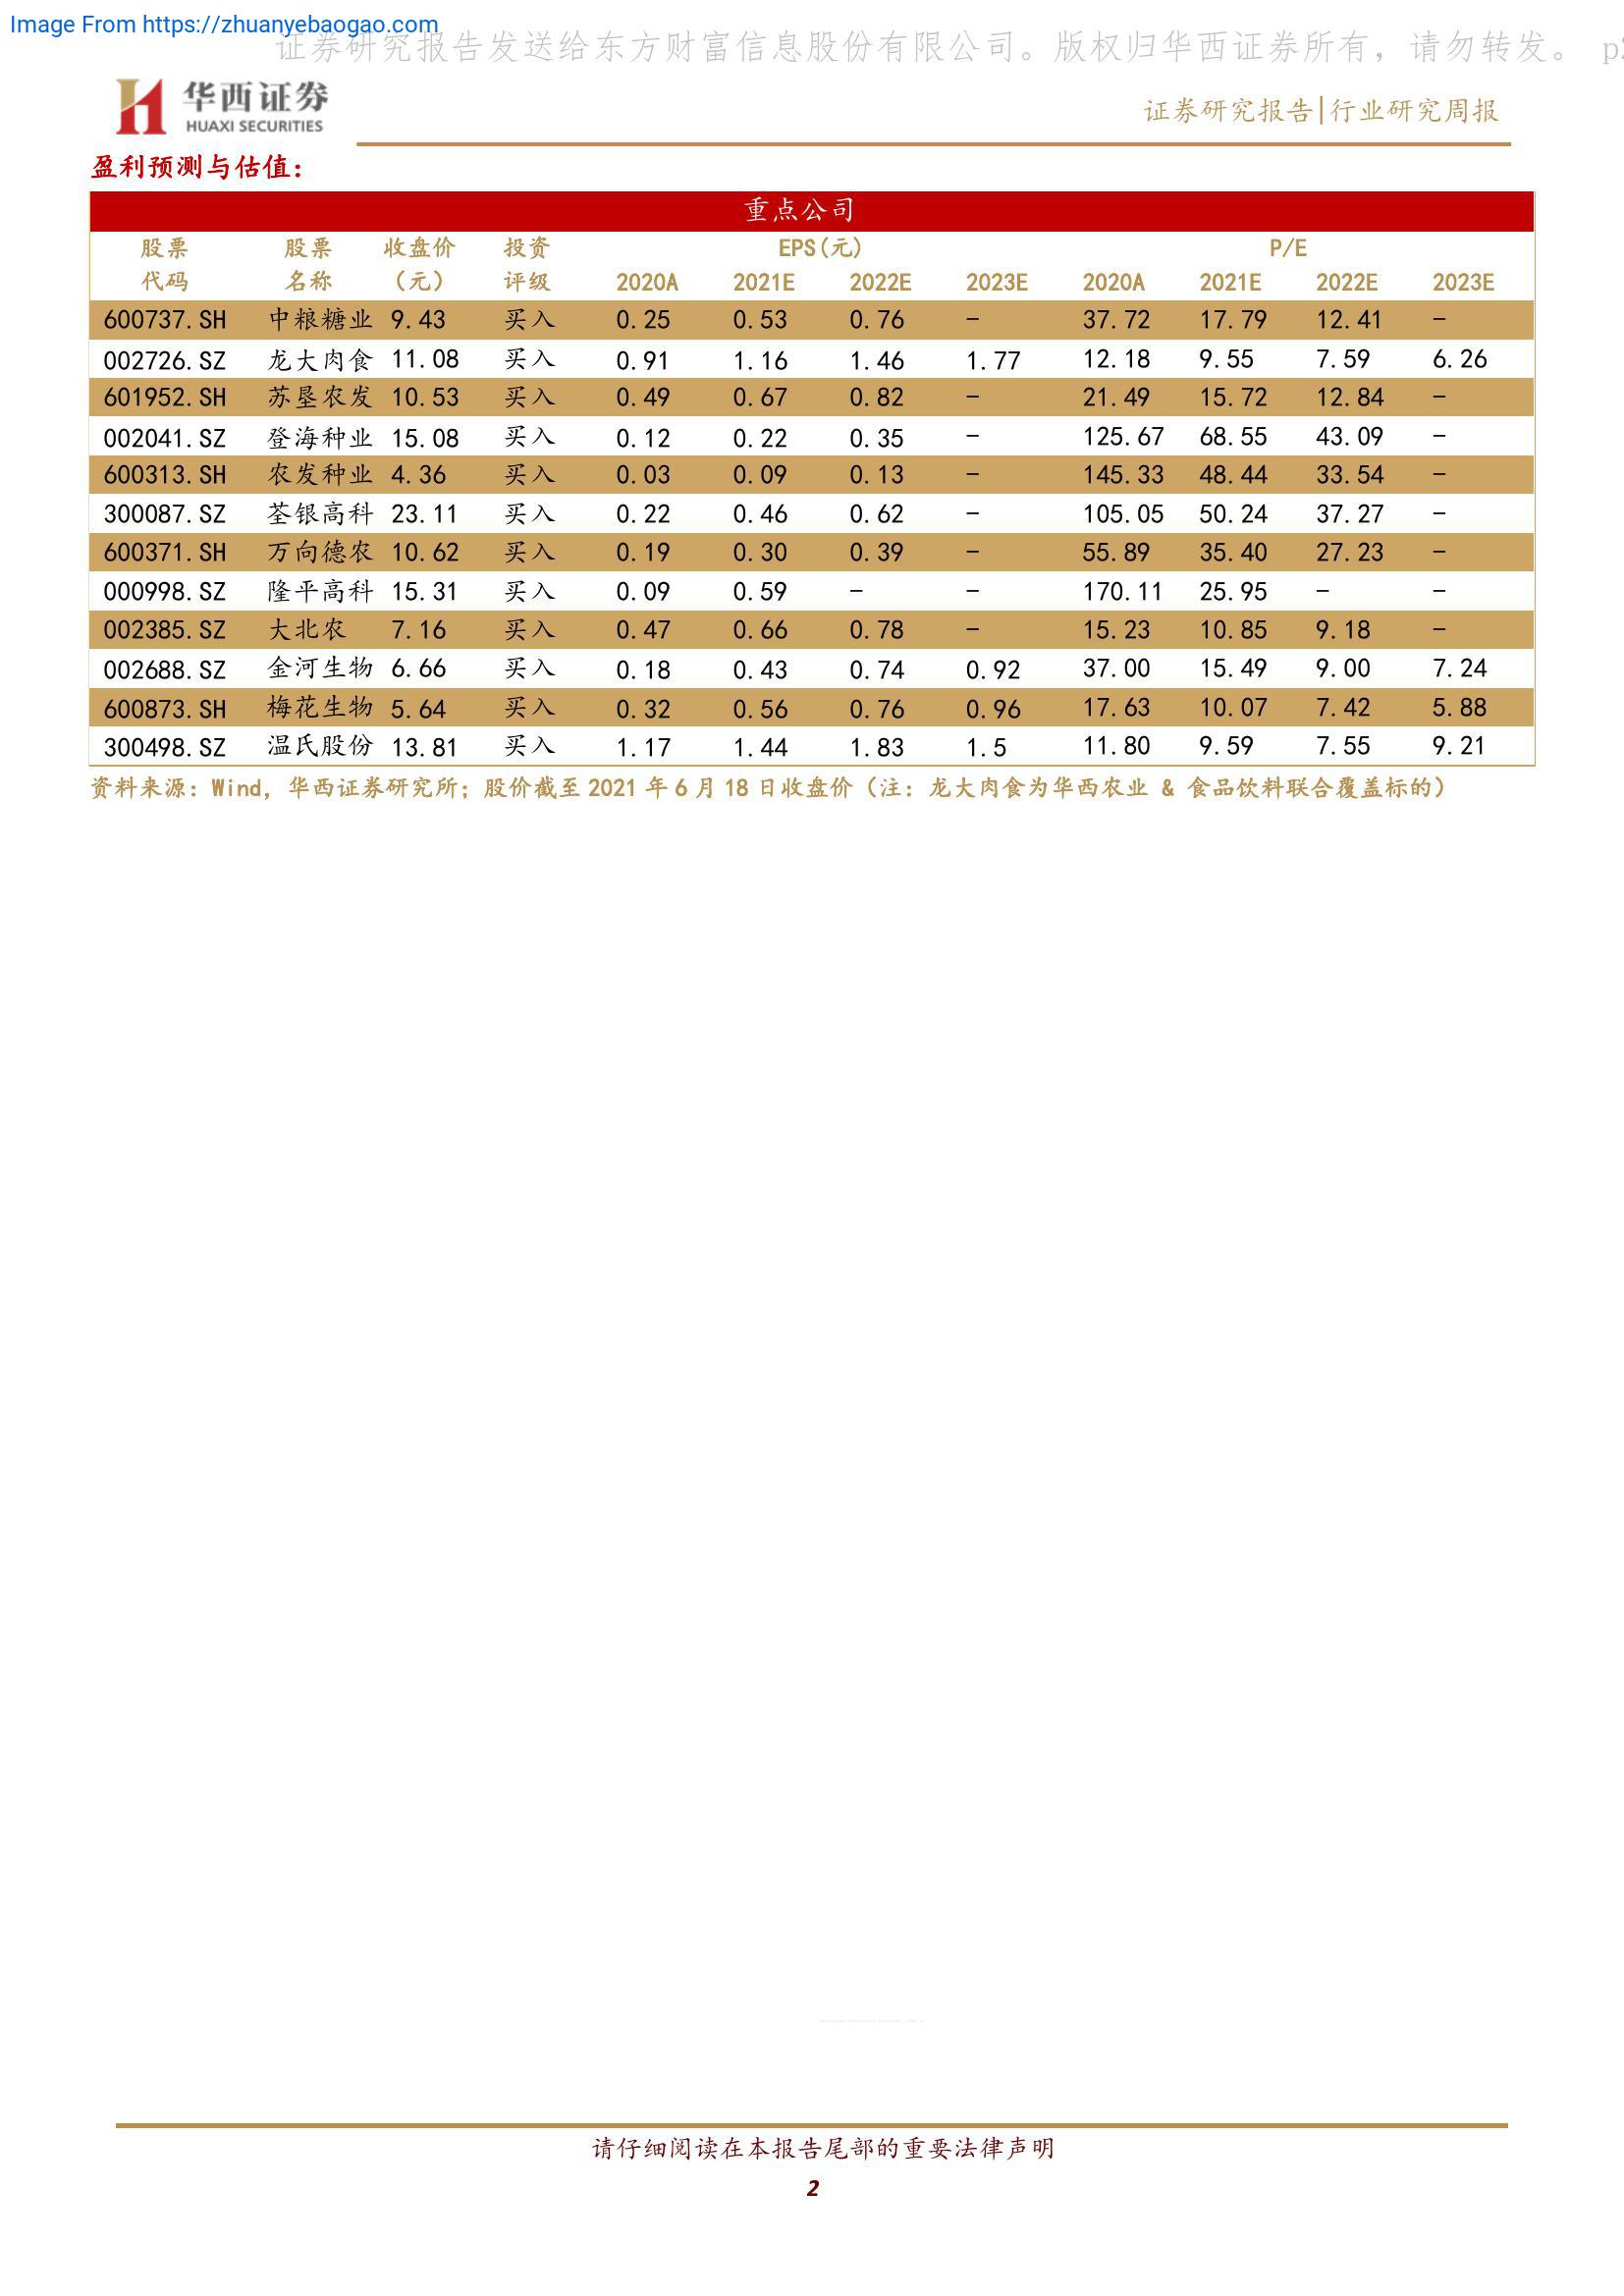 Image From https://zhuanyebaogao.com
证券研究报告发送给东方财富信息股份有限公司。版权归华西证券所有，请勿转发。 p2
华西证券
HUAXI SECURITIES
证券研究报告|行业研究周报
盈利预测与估值：
重点公司
股票 股票 收盘价 投资 EPS(元) P/E
代码 名称 （元） 评级 2020A 2021E 2022E 2023E 2020A 2021E 2022E 2023E
600737.SH 中粮糖业 9.43 买入 0.25 0.53 0.76 - 37.72 17.79 12.41 -
002726.SZ 龙大肉食 11.08 买入 0.91 1.16 1.46 1.77 12.18 9.55 7.59 6.26
601952.SH 苏垦农发 10.53 买入 0.49 0.67 0.82 - 21.49 15.72 12.84 -
002041.SZ 登海种业 15.08 买入 0.12 0.22 0.35 - 125.67 68.55 43.09 -
600313.SH 农发种业 4.36 买入 0.03 0.09 0.13 - 145.33 48.44 33.54 -
300087.SZ 荃银高科 23.11 买入 0.22 0.46 0.62 - 105.05 50.24 37.27 -
600371.SH 万向德农 10.62 买入 0.19 0.30 0.39 - 55.89 35.40 27.23 -
000998.SZ 隆平高科 15.31 买入 0.09 0.59 - - 170.11 25.95 - -
002385.SZ 大北农 7.16 买入 0.47 0.66 0.78 - 15.23 10.85 9.18 -
002688.SZ 金河生物 6.66 买入 0.18 0.43 0.74 0.92 37.00 15.49 9.00 7.24
600873.SH 梅花生物 5.64 买入 0.32 0.56 0.76 0.96 17.63 10.07 7.42 5.88
300498.SZ 温氏股份 13.81 买入 1.17 1.44 1.83 1.5 11.80 9.59 7.55 9.21
资料来源：Wind，华西证券研究所；股价截至 2021 年 6 月 18 日收盘价（注：龙大肉食为华西农业 & 食品饮料联合覆盖标的）
请仔细阅读在本报告尾部的重要法律声明
2